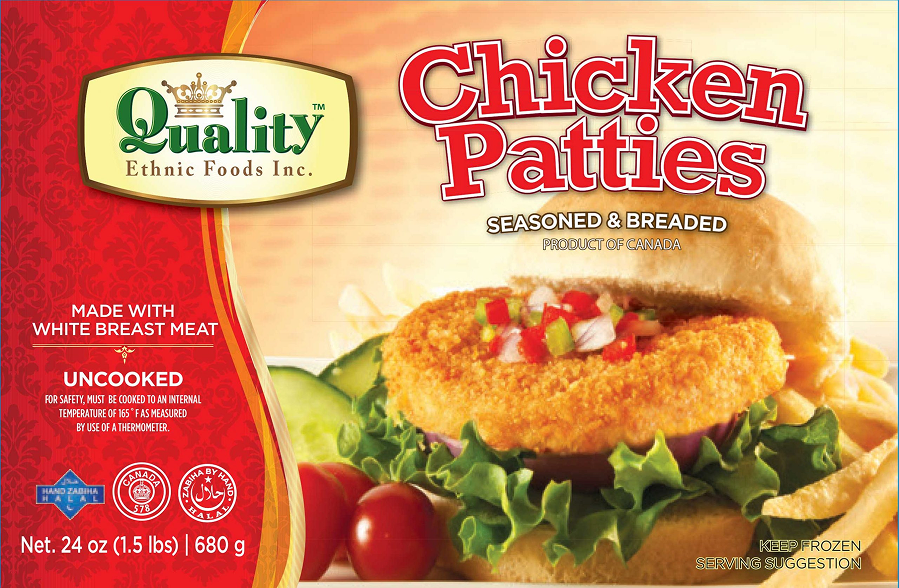 Quality™
Ethnic Foods Inc.
Chicken
Patties
SEASONED & BREADED
PRODUCT OF CANADA
MADE WITH
WHITE BREAST MEAT
UNCOOKED
FOR SAFETY, MUST BE COOKED TO AN INTERNAL
TEMPERATURE OF 165°F AS MEASURED
BY USE OF A THERMOMETER.
HAND ZABIHA
HALAL
CANADA
578
ZABIHA BY HAND
حلال
HALAL
Net. 24 oz (1.5 lbs) | 680 g
KEEP FROZEN
SERVING SUGGESTION